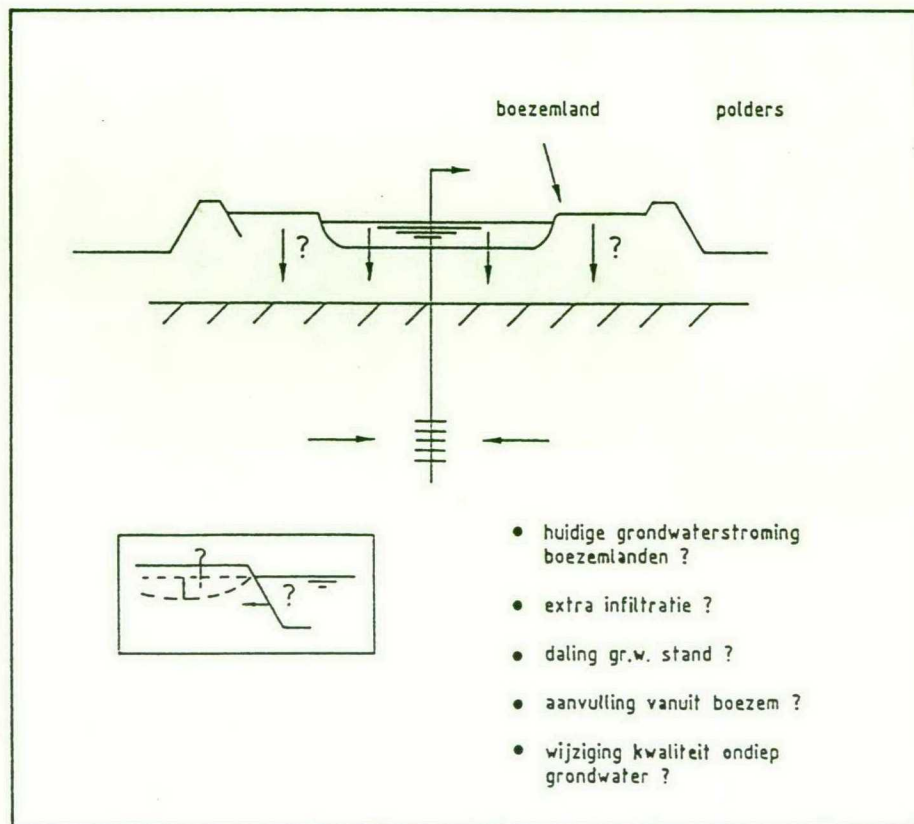 boezemland polders
?
?
?
?
• huidige grondwaterstroming
boezemlanden ?
• extra infiltratie ?
• daling gr.w. stand ?
• aanvulling vanuit boezem ?
• wijziging kwaliteit ondiep
grondwater ?